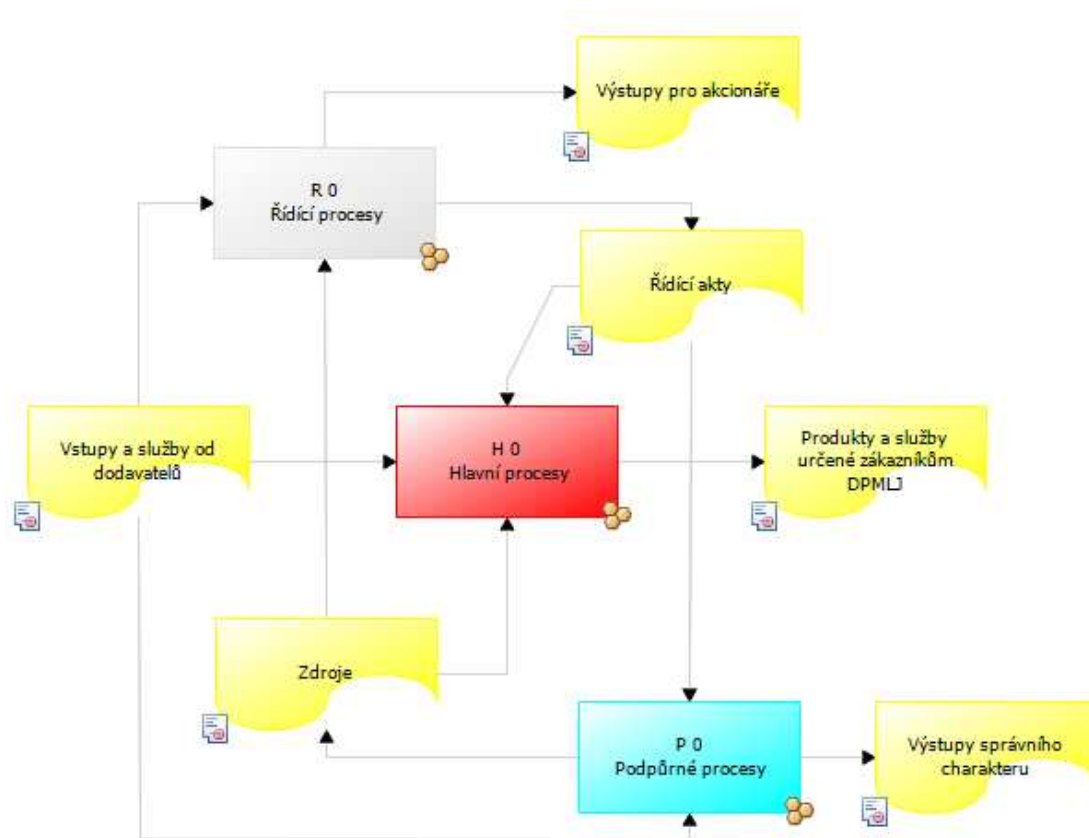 Výstupy pro akcionáře
R 0
Řídící procesy
Řídící akty
Vstupy a služby od
dodavatelů
H 0
Hlavní procesy
Produkty a služby
určené zákazníkům
DPMLJ
Zdroje
P 0
Podpůrné procesy
Výstupy správního
charakteru